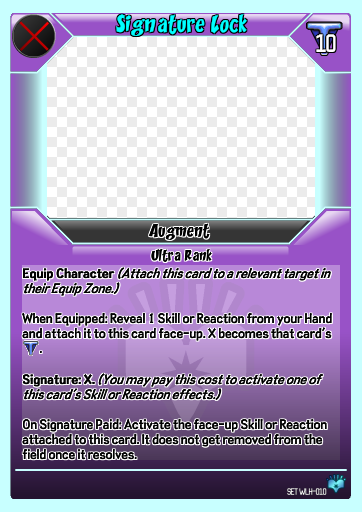 Signature Lock
10
Augment
Ultra Rank
Equip Character (Attach this card to a relevant target in
their Equip Zone.)
When Equipped: Reveal 1 Skill or Reaction from your Hand
and attach it to this card face-up. X becomes that card's
.
Signature: X. (You may pay this cost to activate one of
this card's Skill or Reaction effects.)
On Signature Paid: Activate the face-up Skill or Reaction
attached to this card. It does not get removed from the
field once it resolves.
SET WLH-010